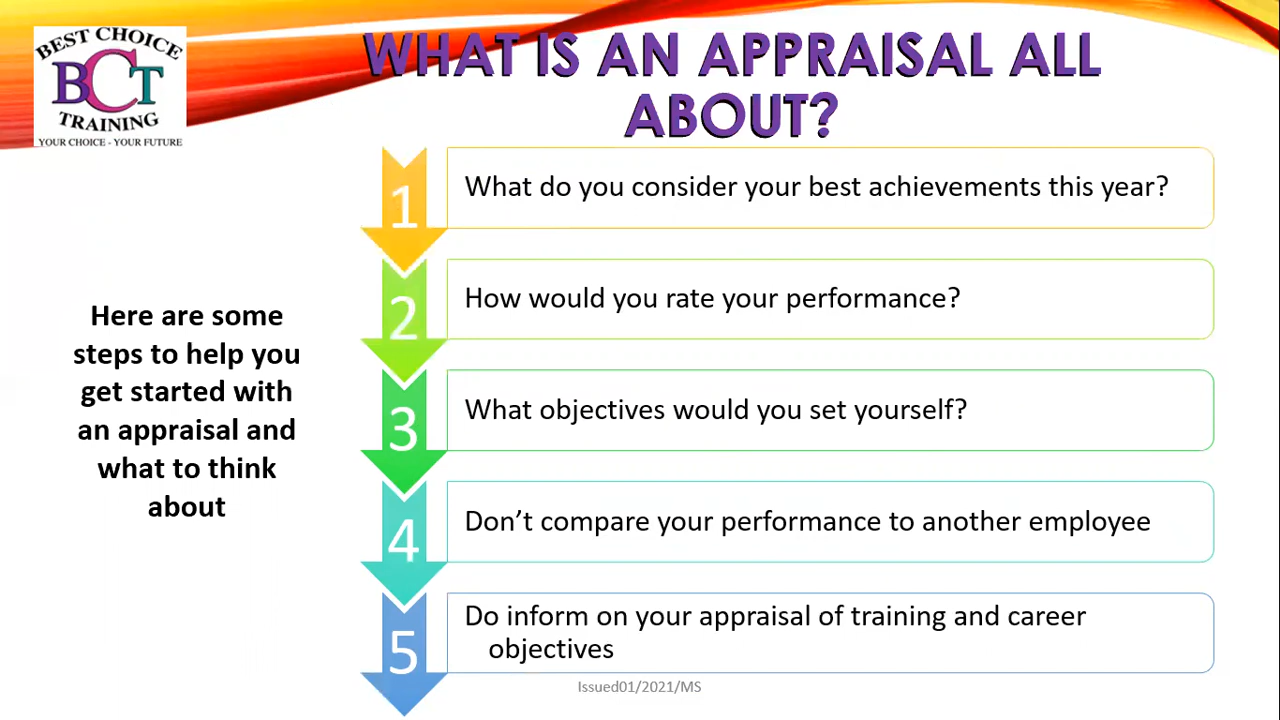 BEST CHOICE
BCT
TRAINING
YOUR CHOICE - YOUR FUTURE
WHAT IS AN APPRAISAL ALL
ABOUT?
Here are some
steps to help you
get started with
an appraisal and
what to think
about
1
What do you consider your best achievements this year?
2
How would you rate your performance?
3
What objectives would you set yourself?
4
Don’t compare your performance to another employee
5
Do inform on your appraisal of training and career
objectives
Issued01/2021/MS